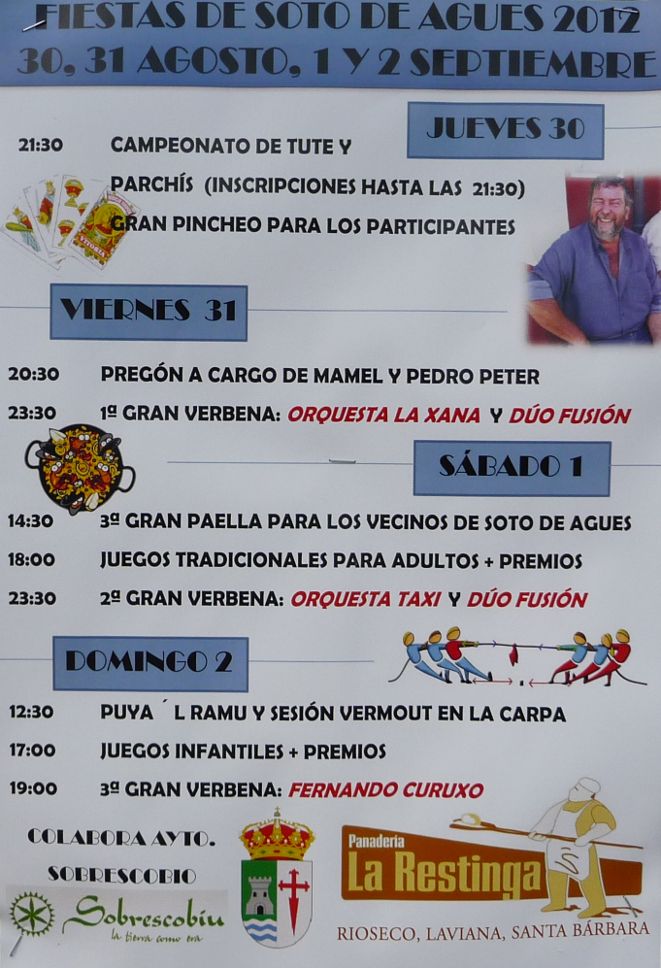 FIESTAS DE SOTO DE AGUES 2012
30, 31 AGOSTO, 1 Y 2 SEPTIEMBRE
JUEVES 30
21:30 CAMPEONATO DE TUTE Y
PARCHÍS (INSCRIPCIONES HASTA LAS 21:30)
GRAN PINCHEO PARA LOS PARTICIPANTES
VIERNES 31
20:30 PREGÓN A CARGO DE MAMEL Y PEDRO PETER
23:30 1ª GRAN VERBENA: ORQUESTA LA XANA Y DÚO FUSIÓN
SÁBADO 1
14:30 3ª GRAN PAELLA PARA LOS VECINOS DE SOTO DE AGUES
18:00 JUEGOS TRADICIONALES PARA ADULTOS + PREMIOS
23:30 2ª GRAN VERBENA: ORQUESTA TAXI Y DÚO FUSIÓN
DOMINGO 2
12:30 PUYA ´L RAMU Y SESIÓN VERMOUT EN LA CARPA
17:00 JUEGOS INFANTILES + PREMIOS
19:00 3ª GRAN VERBENA: FERNANDO CURUXO
COLABORA AYTO.
SOBRESCOBIO
Sobrescobiu
la tierra como era
Panadería
La Restinga
RIOSECO, LAVIANA, SANTA BÁRBARA